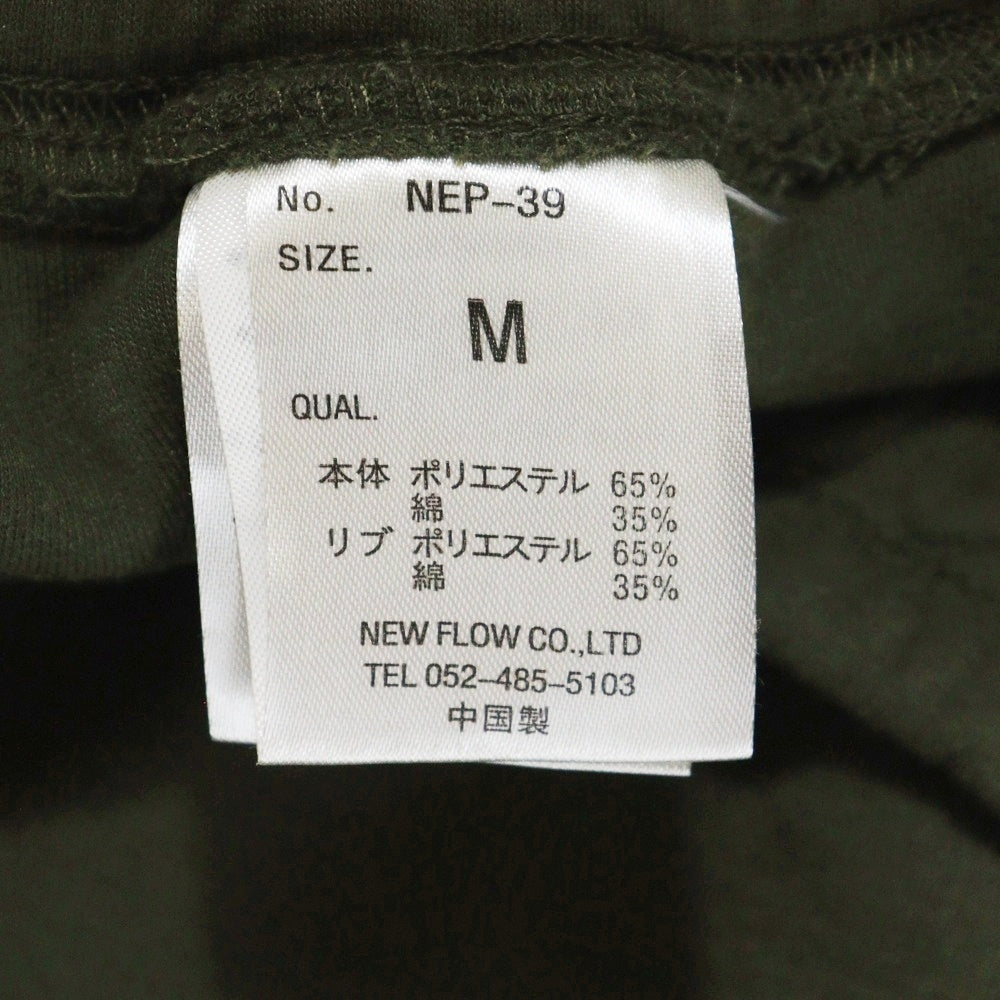 No. NEP-39
SIZE.
M
QUAL.
本体 ポリエステル 65%
綿 35%
リブ ポリエステル 65%
綿 35%
NEW FLOW CO.,LTD
TEL 052-485-5103
中国製